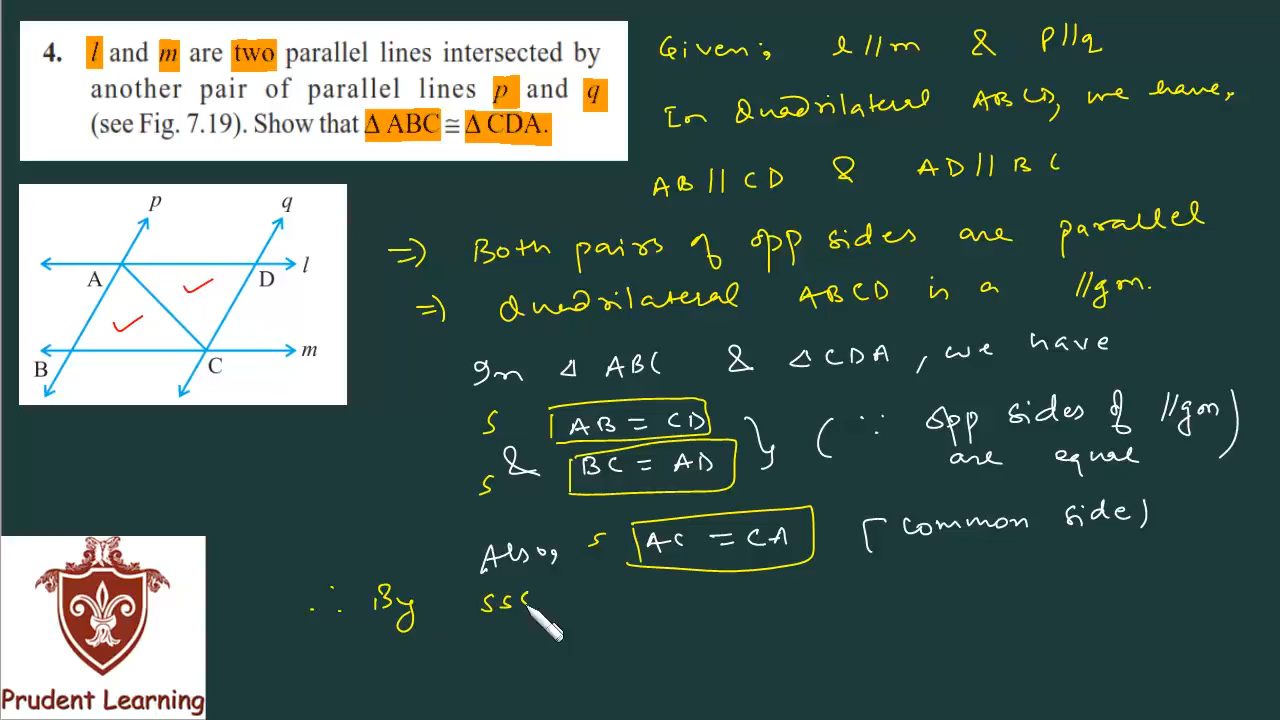 4. l and m are two parallel lines intersected by
another pair of parallel lines p and q
(see Fig. 7.19). Show that Δ ABC ≅ Δ CDA.
p
q
A
D
l
B
C
m
Given; l//m & p//q
In Quadrilateral ABCD, we have,
AB // CD & AD // BC
=> Both pairs of opp sides are parallel
=> Quadrilateral ABCD is a //gm.
In Δ ABC & Δ CDA, we have
S AB = CD
& S BC = AD } (∵ opp sides of //gm
are equal)
Also, S AC = CA [common side)
∴ By SSS
Prudent Learning